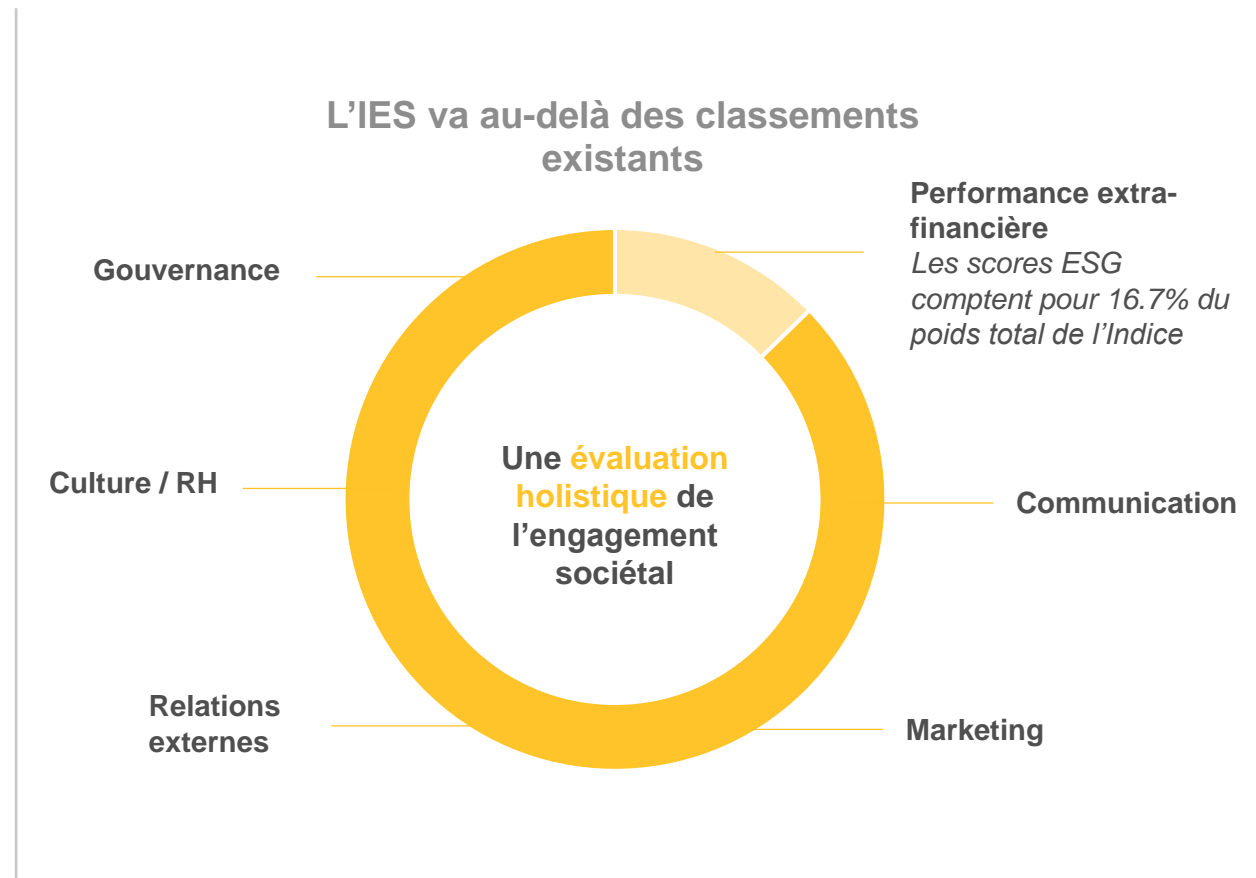 L’IES va au-delà des classements
existants
Performance extra-
financière
Les scores ESG
comptent pour 16.7% du
poids total de l’Indice
Gouvernance
Une évaluation
holistique de
l’engagement
sociétal
Culture / RH
Communication
Relations
externes
Marketing